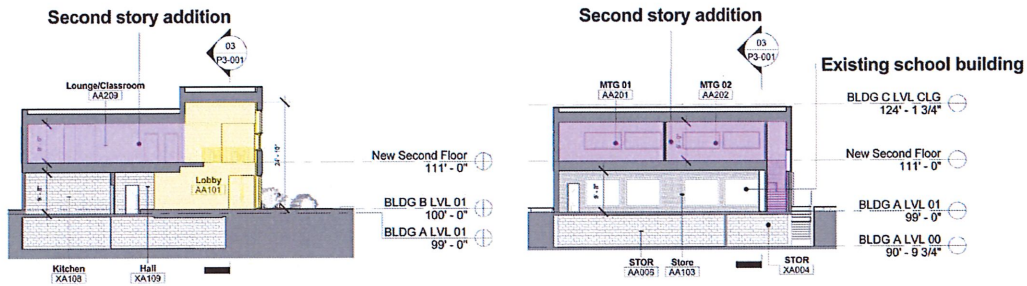 Second story addition
03
P3-001
Lounge/Classroom
AA209
Lobby
AA101
New Second Floor
111' - 0"
BLDG B LVL 01
100' - 0"
BLDG A LVL 01
99' - 0"
Kitchen
XA108
Hall
XA109
Second story addition
03
P3-001
Existing school building
MTG 01
AA201
MTG 02
AA202
BLDG C LVL CLG
124' - 1 3/4"
New Second Floor
111' - 0"
BLDG A LVL 01
99' - 0"
BLDG A LVL 00
90' - 9 3/4"
STOR
AA006
Store
AA103
STOR
XA004